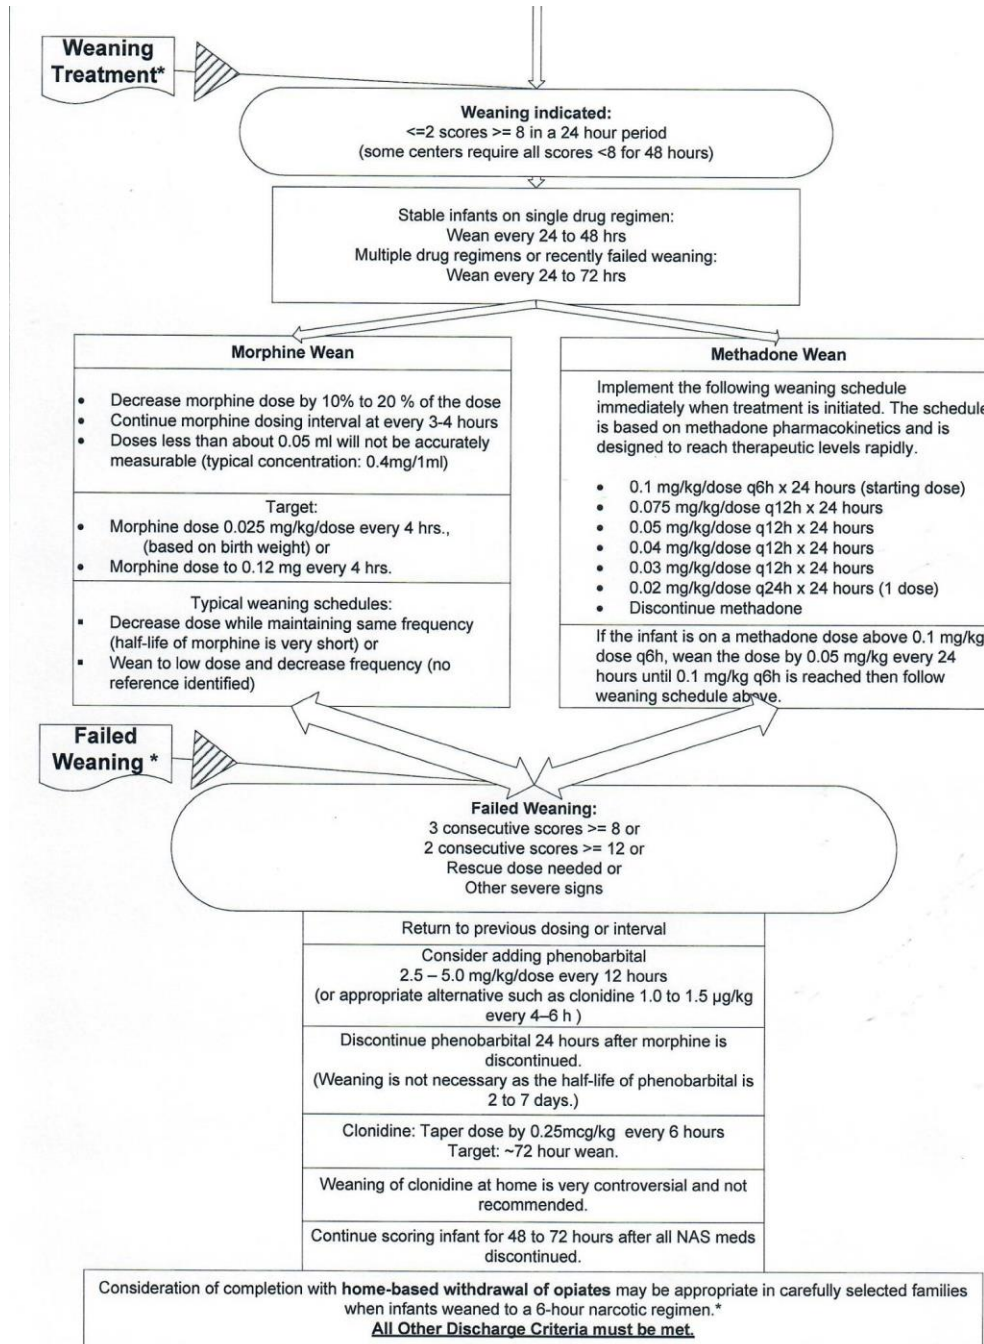 Weaning
Treatment*
Weaning indicated:
<=2 scores >= 8 in a 24 hour period
(some centers require all scores <8 for 48 hours)
Stable infants on single drug regimen:
Wean every 24 to 48 hrs
Multiple drug regimens or recently failed weaning:
Wean every 24 to 72 hrs
Morphine Wean
• Decrease morphine dose by 10% to 20 % of the dose
• Continue morphine dosing interval at every 3-4 hours
• Doses less than about 0.05 ml will not be accurately
measurable (typical concentration: 0.4mg/1ml)
Target:
• Morphine dose 0.025 mg/kg/dose every 4 hrs.,
(based on birth weight) or
• Morphine dose to 0.12 mg every 4 hrs.
Typical weaning schedules:
▪ Decrease dose while maintaining same frequency
(half-life of morphine is very short) or
▪ Wean to low dose and decrease frequency (no
reference identified)
Methadone Wean
Implement the following weaning schedule
immediately when treatment is initiated. The schedule
is based on methadone pharmacokinetics and is
designed to reach therapeutic levels rapidly.
• 0.1 mg/kg/dose q6h x 24 hours (starting dose)
• 0.075 mg/kg/dose q12h x 24 hours
• 0.05 mg/kg/dose q12h x 24 hours
• 0.04 mg/kg/dose q12h x 24 hours
• 0.03 mg/kg/dose q12h x 24 hours
• 0.02 mg/kg/dose q24h x 24 hours (1 dose)
• Discontinue methadone
If the infant is on a methadone dose above 0.1 mg/kg
dose q6h, wean the dose by 0.05 mg/kg every 24
hours until 0.1 mg/kg q6h is reached then follow
weaning schedule above.
Failed
Weaning *
Failed Weaning:
3 consecutive scores >= 8 or
2 consecutive scores >= 12 or
Rescue dose needed or
Other severe signs
Return to previous dosing or interval
Consider adding phenobarbital
2.5 – 5.0 mg/kg/dose every 12 hours
(or appropriate alternative such as clonidine 1.0 to 1.5 µg/kg
every 4–6 h )
Discontinue phenobarbital 24 hours after morphine is
discontinued.
(Weaning is not necessary as the half-life of phenobarbital is
2 to 7 days.)
Clonidine: Taper dose by 0.25mcg/kg every 6 hours
Target: ~72 hour wean.
Weaning of clonidine at home is very controversial and not
recommended.
Continue scoring infant for 48 to 72 hours after all NAS meds
discontinued.
Consideration of completion with home-based withdrawal of opiates may be appropriate in carefully selected families
when infants weaned to a 6-hour narcotic regimen.*
All Other Discharge Criteria must be met.